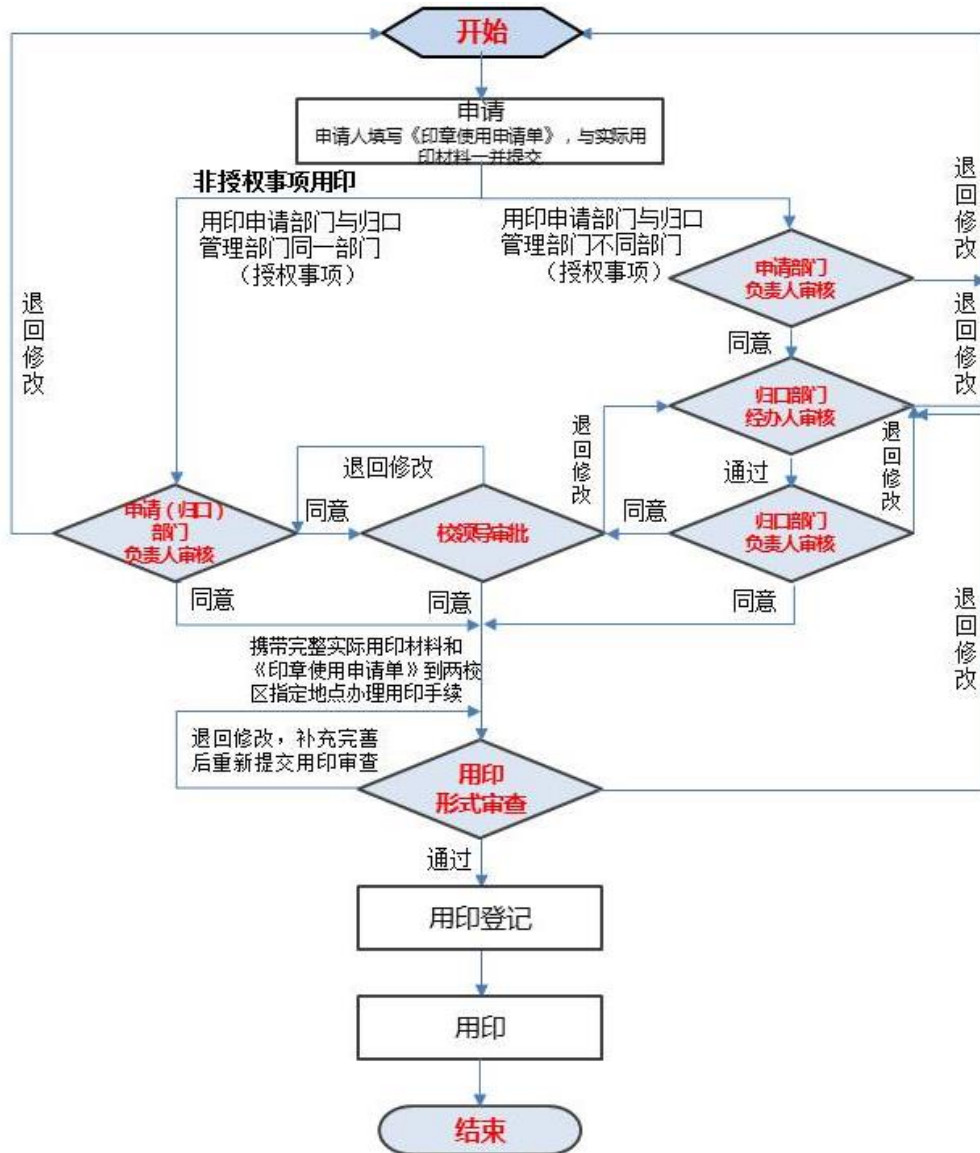 开始
申请
申请人填写《印章使用申请单》，与实际用
印材料一并提交
非授权事项用印
用印申请部门与归口
管理部门同一部门
（授权事项）
用印申请部门与归口
管理部门不同部门
（授权事项）
退回修改
申请部门
负责人审核
退回修改
退回修改
同意
归口部门
经办人审核
退回修改
通过
退回修改
退回修改
申请（归口）
部门
负责人审核
同意
校领导审批
同意
归口部门
负责人审核
同意
同意
同意
退回修改
携带完整实际用印材料和
《印章使用申请单》到两校
区指定地点办理用印手续
退回修改，补充完善
后重新提交用印审查
用印
形式审查
通过
用印登记
用印
结束